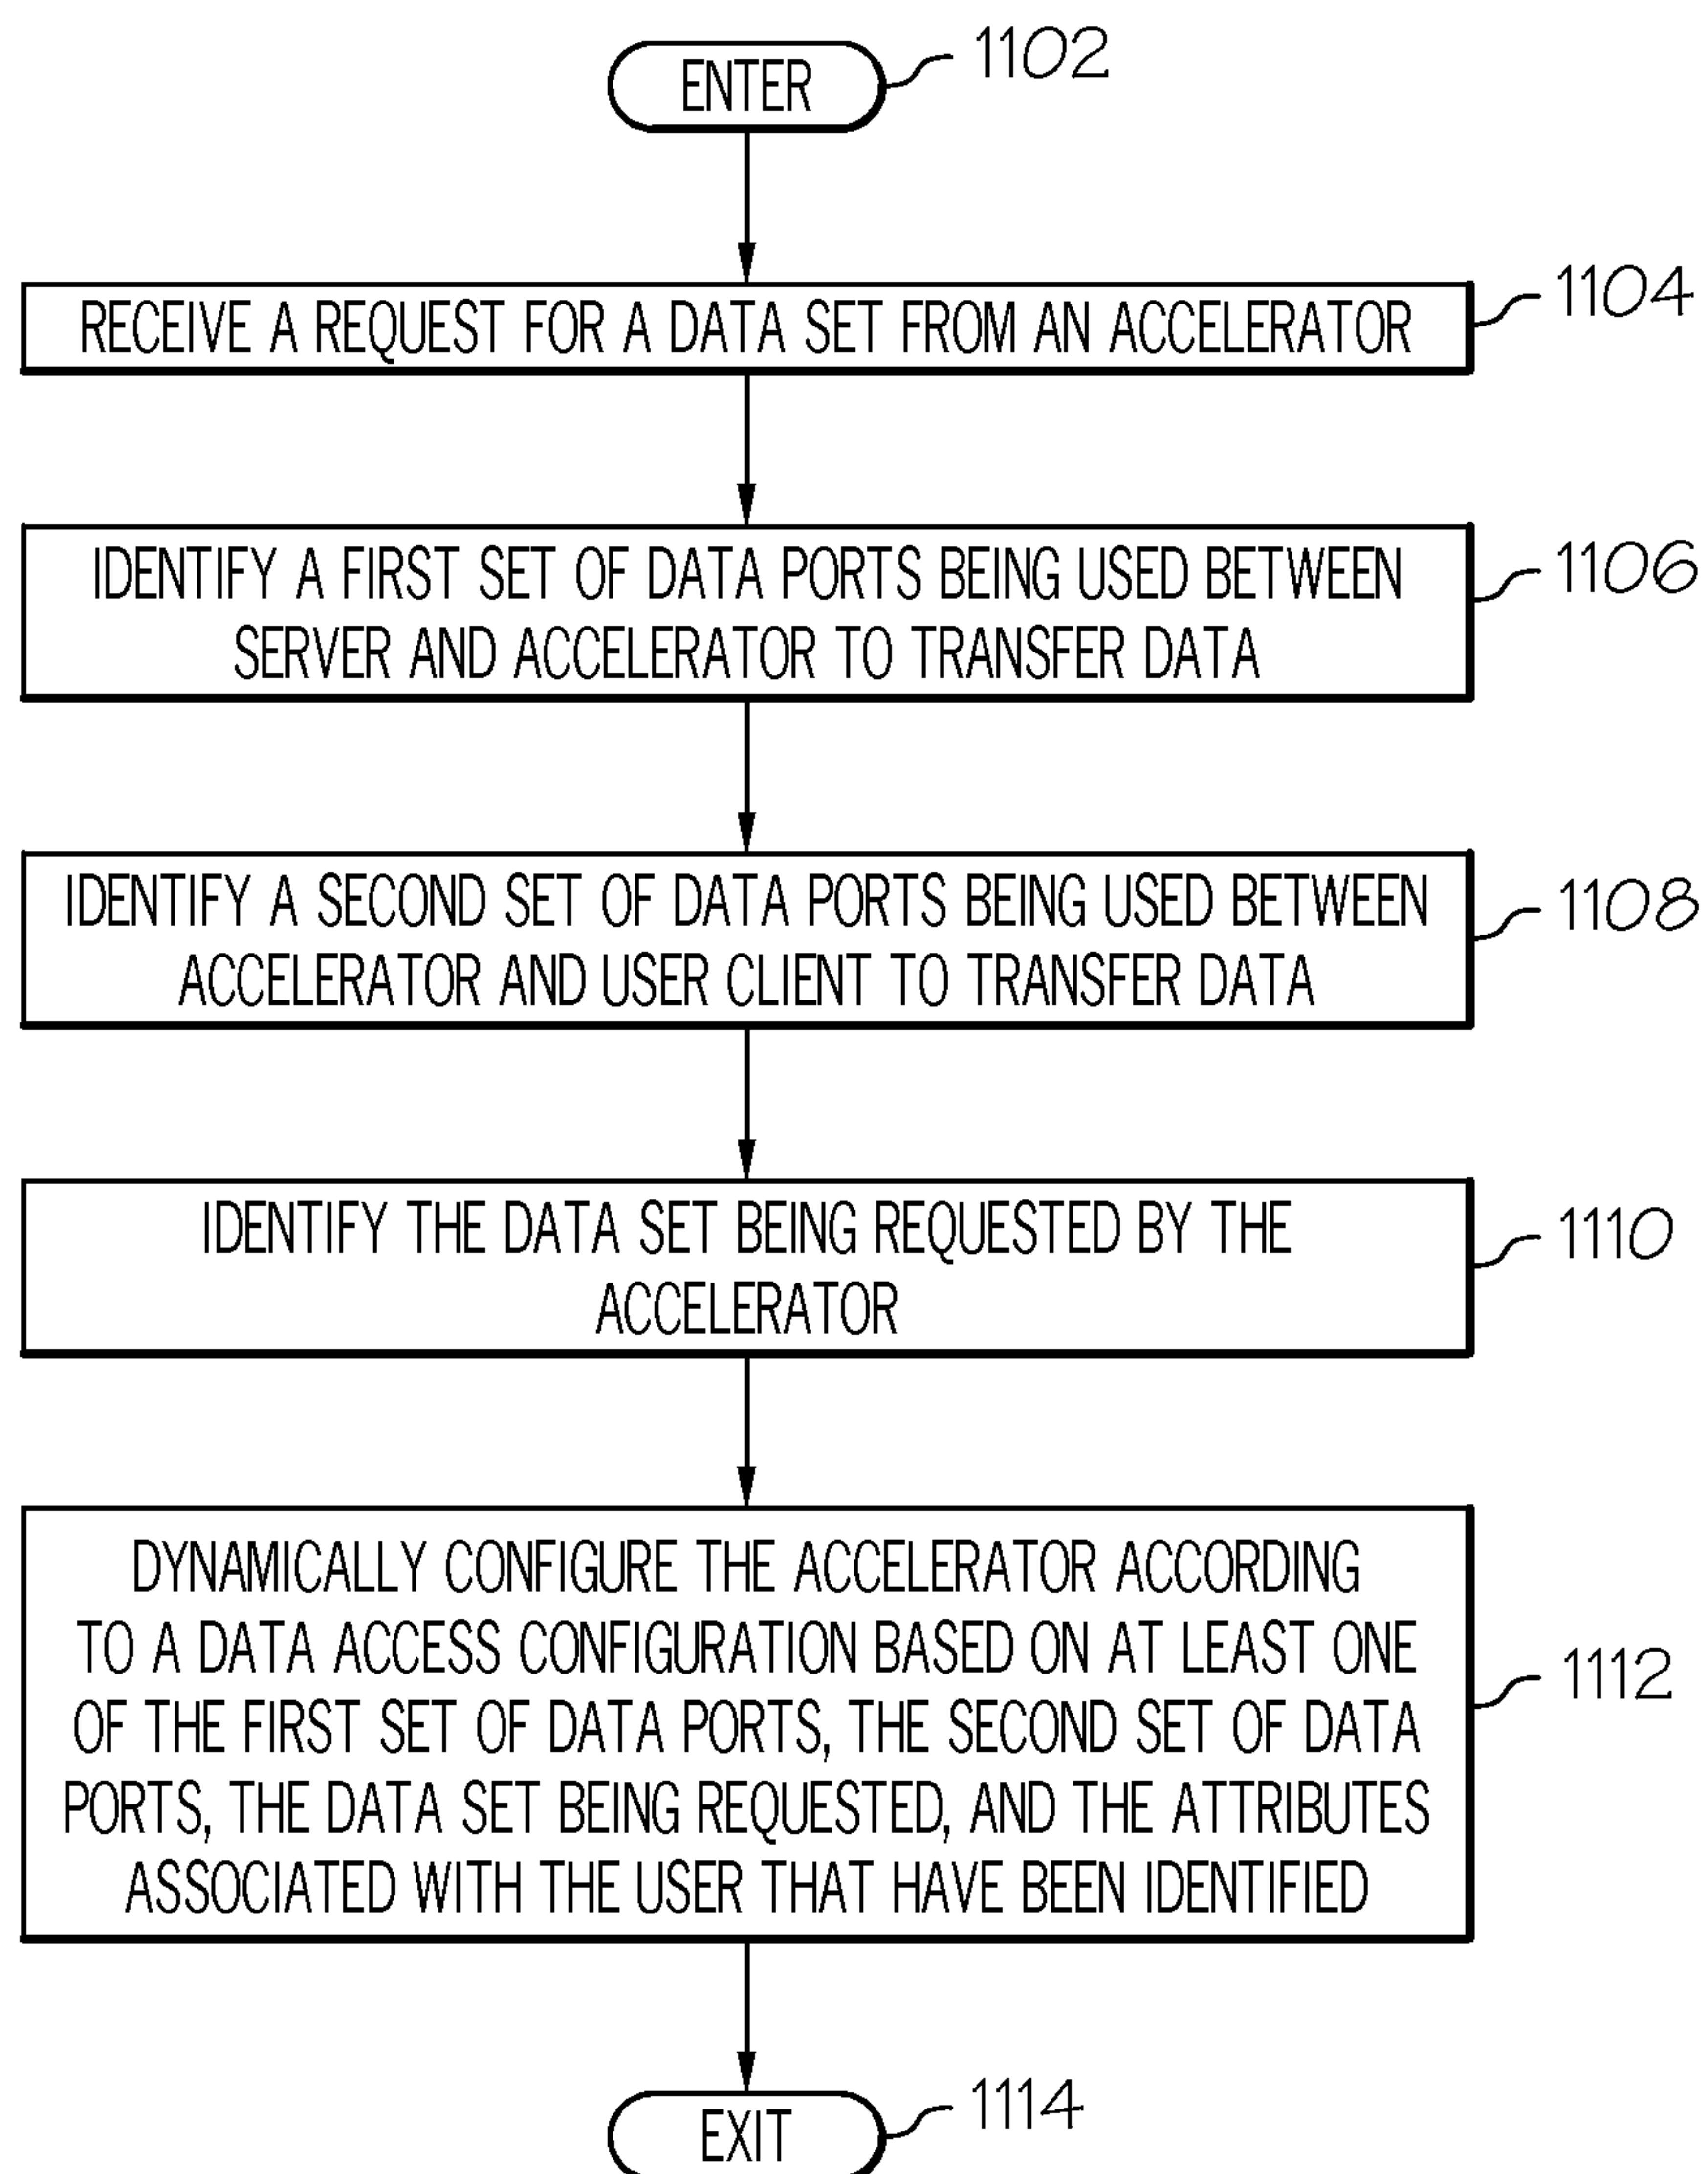 ENTER
1102
RECEIVE A REQUEST FOR A DATA SET FROM AN ACCELERATOR
1104
IDENTIFY A FIRST SET OF DATA PORTS BEING USED BETWEEN
SERVER AND ACCELERATOR TO TRANSFER DATA
1106
IDENTIFY A SECOND SET OF DATA PORTS BEING USED BETWEEN
ACCELERATOR AND USER CLIENT TO TRANSFER DATA
1108
IDENTIFY THE DATA SET BEING REQUESTED BY THE
ACCELERATOR
1110
DYNAMICALLY CONFIGURE THE ACCELERATOR ACCORDING
TO A DATA ACCESS CONFIGURATION BASED ON AT LEAST ONE
OF THE FIRST SET OF DATA PORTS, THE SECOND SET OF DATA
PORTS, THE DATA SET BEING REQUESTED, AND THE ATTRIBUTES
ASSOCIATED WITH THE USER THAT HAVE BEEN IDENTIFIED
1112
EXIT
1114